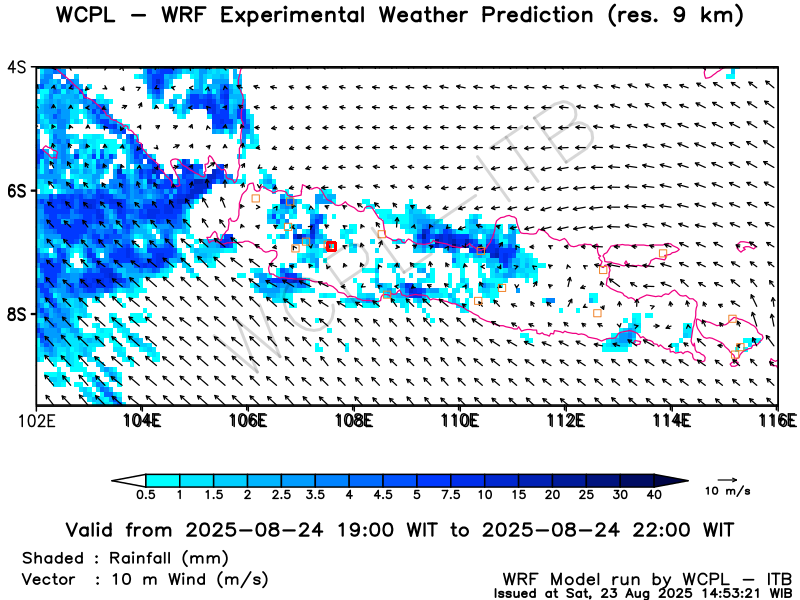 WCPL – WRF Experimental Weather Prediction (res. 9 km)
4S
6S
8S
102E 104E 106E 108E 110E 112E 114E 116E
WCPL-ITB
0.5 1 1.5 2 2.5 3.5 4 4.5 5 7.5 10 15 20 25 30 40
10 m/s
Valid from 2025-08-24 19:00 WIT to 2025-08-24 22:00 WIT
Shaded : Rainfall (mm)
Vector : 10 m Wind (m/s)
WRF Model run by WCPL – ITB
Issued at Sat, 23 Aug 2025 14:53:21 WIB